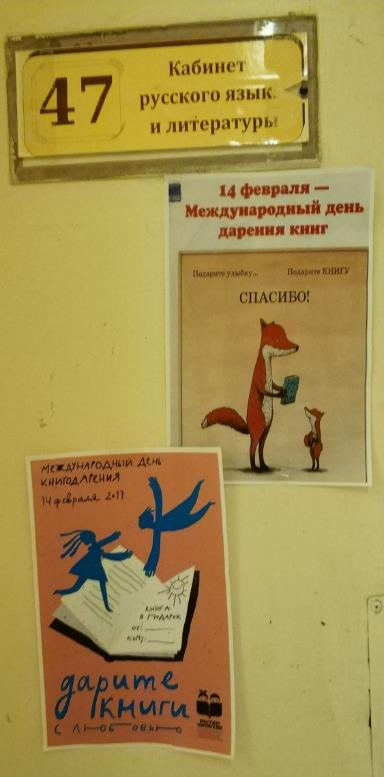 47
Кабинет
русского язык
и литературы
14 февраля —
Международный день
дарения книг
Подарите улыбку... Подарите КНИГУ
СПАСИБО!
МЕЖДУНАРОДНЫЙ ДЕНЬ
КНИГОДАРЕНИЯ
14 февраля 2017
КНИГА
В ПОДАРОК
ОТ:
КОМУ:
дарите
книги
С ЛЮБОВЬЮ